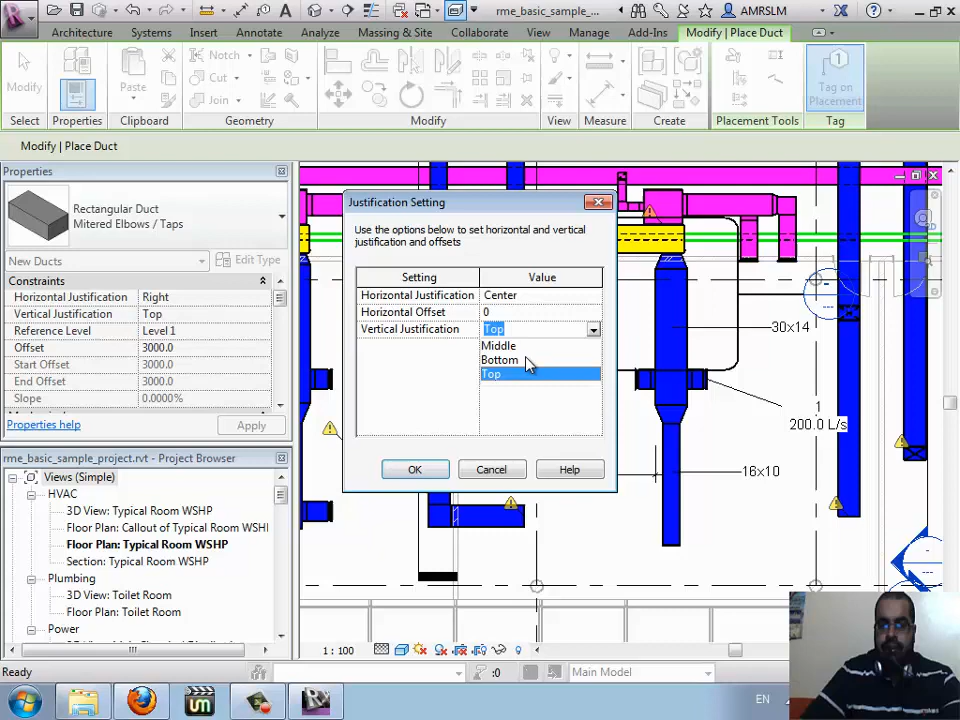 rme_basic_sample_...
AMRSLM
Architecture Systems Insert Annotate Analyze Massing & Site Collaborate View Manage Add-Ins Modify | Place Duct
Modify
Paste
Notch
Cut
Join
Tag on
Placement
Select Properties Clipboard Geometry Modify View Measure Create Placement Tools Tag
Modify | Place Duct
Properties
Rectangular Duct
Mitered Elbows / Taps
New Ducts Edit Type
Constraints
Horizontal Justification Right
Vertical Justification Top
Reference Level Level 1
Offset 3000.0
Start Offset 3000.0
End Offset 3000.0
Slope 0.0000%
Properties help Apply
rme_basic_sample_project.rvt - Project Browser
Views (Simple)
HVAC
3D View: Typical Room WSHP
Floor Plan: Callout of Typical Room WSHI
Floor Plan: Typical Room WSHP
Section: Typical Room WSHP
Plumbing
3D View: Toilet Room
Floor Plan: Toilet Room
Power
Justification Setting
Use the options below to set horizontal and vertical
justification and offsets
Setting Value
Horizontal Justification Center
Horizontal Offset 0
Vertical Justification Top
Middle
Bottom
Top
OK Cancel Help
30x14
1
200.0 L/s
16x10
1 : 100
Ready :0 Main Model
EN